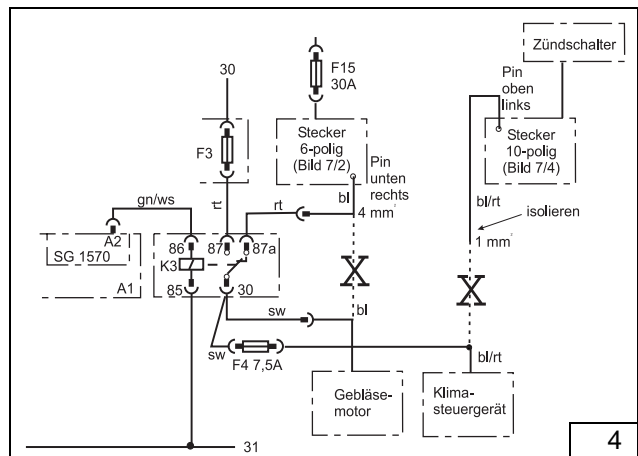 Zündschalter
30
F15
30A
Pin
oben
links
F3
Stecker
6-polig
(Bild 7/2)
Pin
unten
rechts
Stecker
10-polig
(Bild 7/4)
gn/ws
rt
rt
bl
4 mm
bl/rt
isolieren
1 mm
A2
SG 1570
A1
86
87
87a
K3
85
30
sw
bl
sw
F4 7,5A
bl/rt
Gebläse-
motor
Klima-
steuergerät
31
4